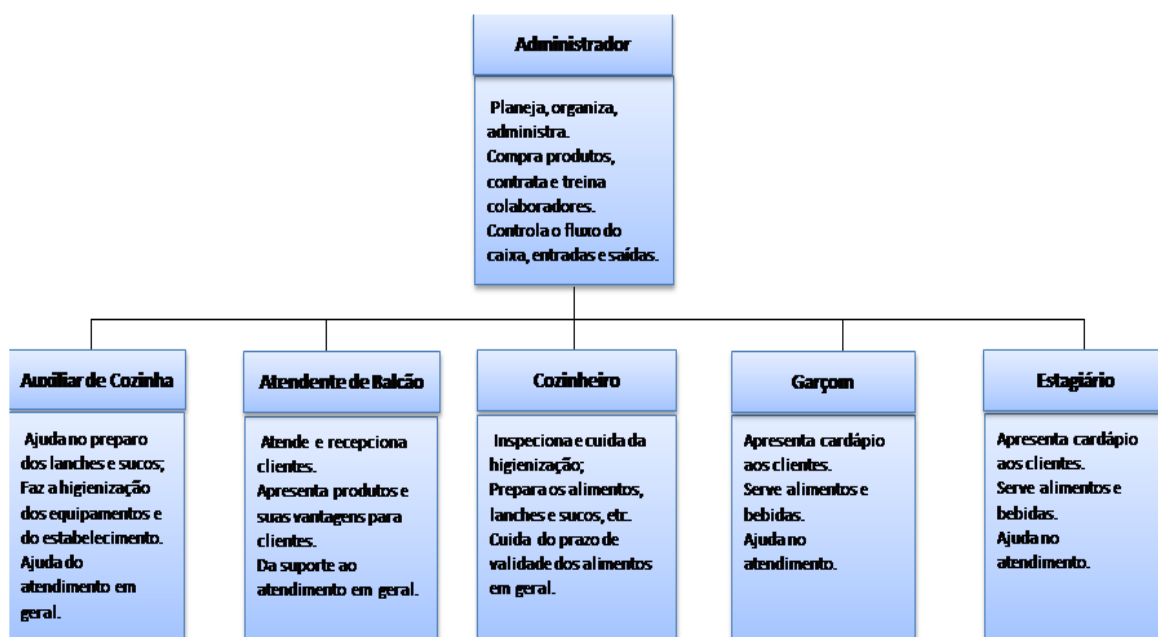 Administrador
Planeja, organiza,
administra.
Compra produtos,
contrata e treina
colaboradores.
Controla o fluxo do
caixa, entradas e saídas.
Auxiliar de Cozinha
Ajuda no preparo
dos lanches e sucos;
Faz a higienização
dos equipamentos e
do estabelecimento.
Ajuda do
atendimento em
geral.
Atendente de Balcão
Atende e recepciona
clientes.
Apresenta produtos e
suas vantagens para
clientes.
Da suporte ao
atendimento em geral.
Cozinheiro
Inspeciona e cuida da
higienização;
Prepara os alimentos,
lanches e sucos, etc.
Cuida do prazo de
validade dos alimentos
em geral.
Garçom
Apresenta cardápio
aos clientes.
Serve alimentos e
bebidas.
Ajuda no
atendimento.
Estagiário
Apresenta cardápio
aos clientes.
Serve alimentos e
bebidas.
Ajuda no
atendimento.